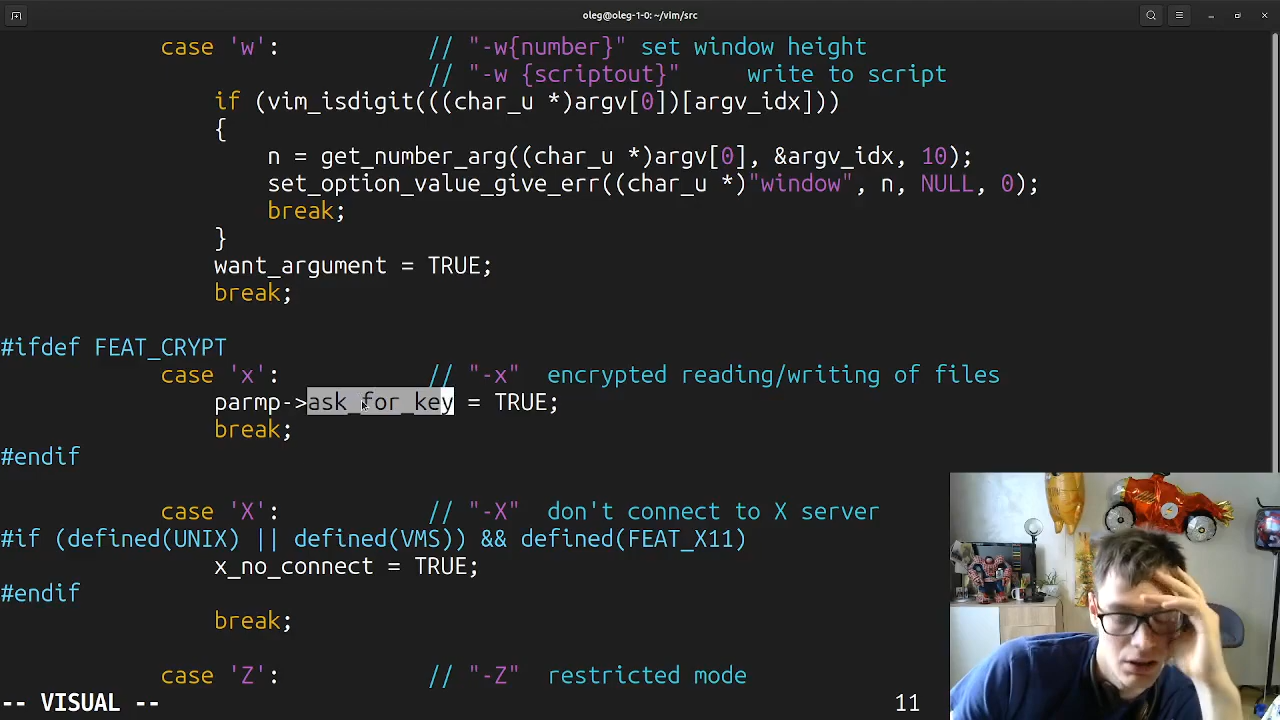 oleg@oleg-1-0: ~/vim/src
case 'w': // "-w{number}" set window height
// "-w {scriptout}" write to script
if (vim_isdigit(((char_u *)argv[0])[argv_idx]))
{
n = get_number_arg((char_u *)argv[0], &argv_idx, 10);
set_option_value_give_err((char_u *)"window", n, NULL, 0);
break;
}
want_argument = TRUE;
break;
#ifdef FEAT_CRYPT
case 'x': // "-x" encrypted reading/writing of files
parmp->ask_for_key = TRUE;
break;
#endif
case 'X': // "-X" don't connect to X server
#if (defined(UNIX) || defined(VMS)) && defined(FEAT_X11)
x_no_connect = TRUE;
#endif
break;
case 'Z': // "-Z" restricted mode
-- VISUAL -- 11